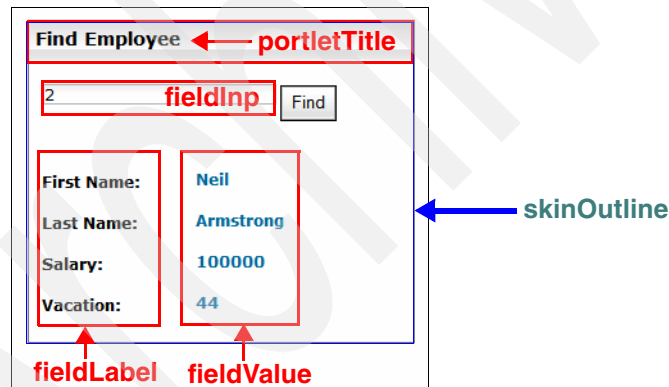 Find Employee portletTitle
2 fieldInp Find
First Name: Neil
Last Name: Armstrong
skinOutline
Salary: 100000
Vacation: 44
fieldLabel fieldValue